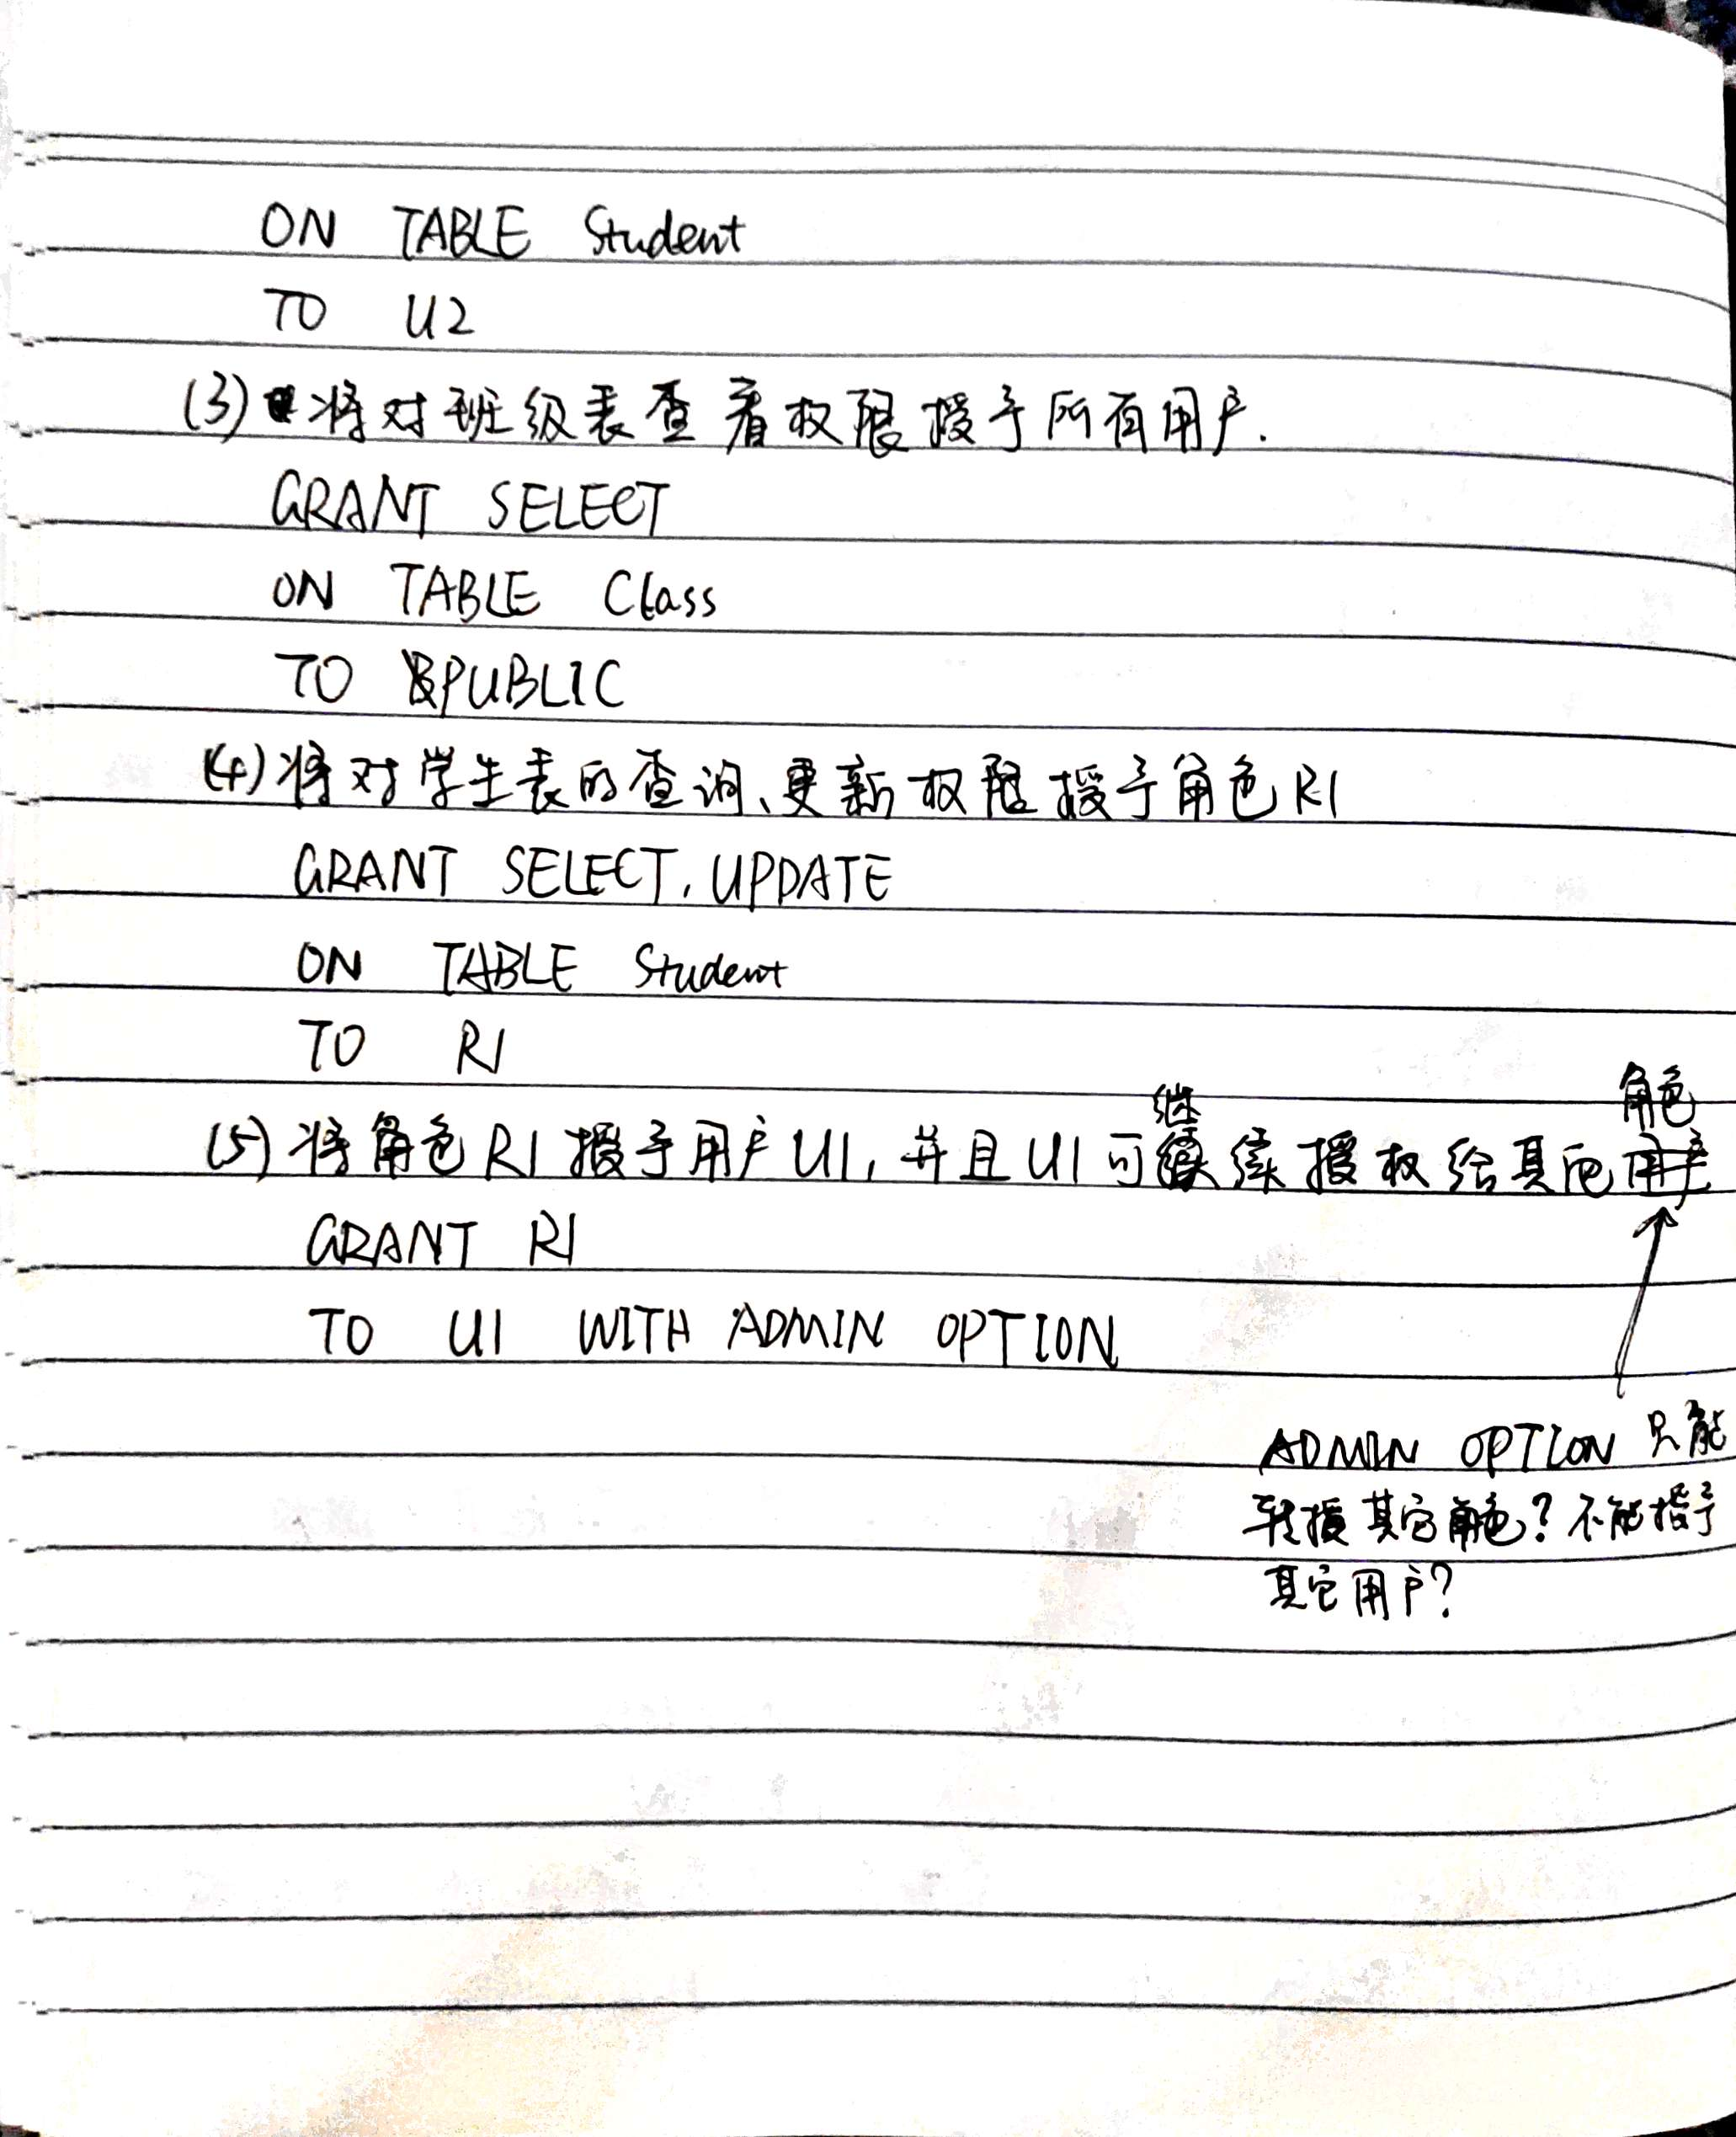 ON TABLE Student
TO U2
(3) 将对班级表查看权限授予所有用户.
GRANT SELECT
ON TABLE Class
TO PUBLIC
(4) 将对学生表的查询、更新权限授予角色R1
GRANT SELECT, UPDATE
ON TABLE Student
TO R1
(5) 将角色R1授予用户U1, 并且U1可继续授权给其他角色
GRANT R1
TO U1 WITH ADMIN OPTION
ADMIN OPTION 只能
转授其它角色? 不能授予
其它用户?